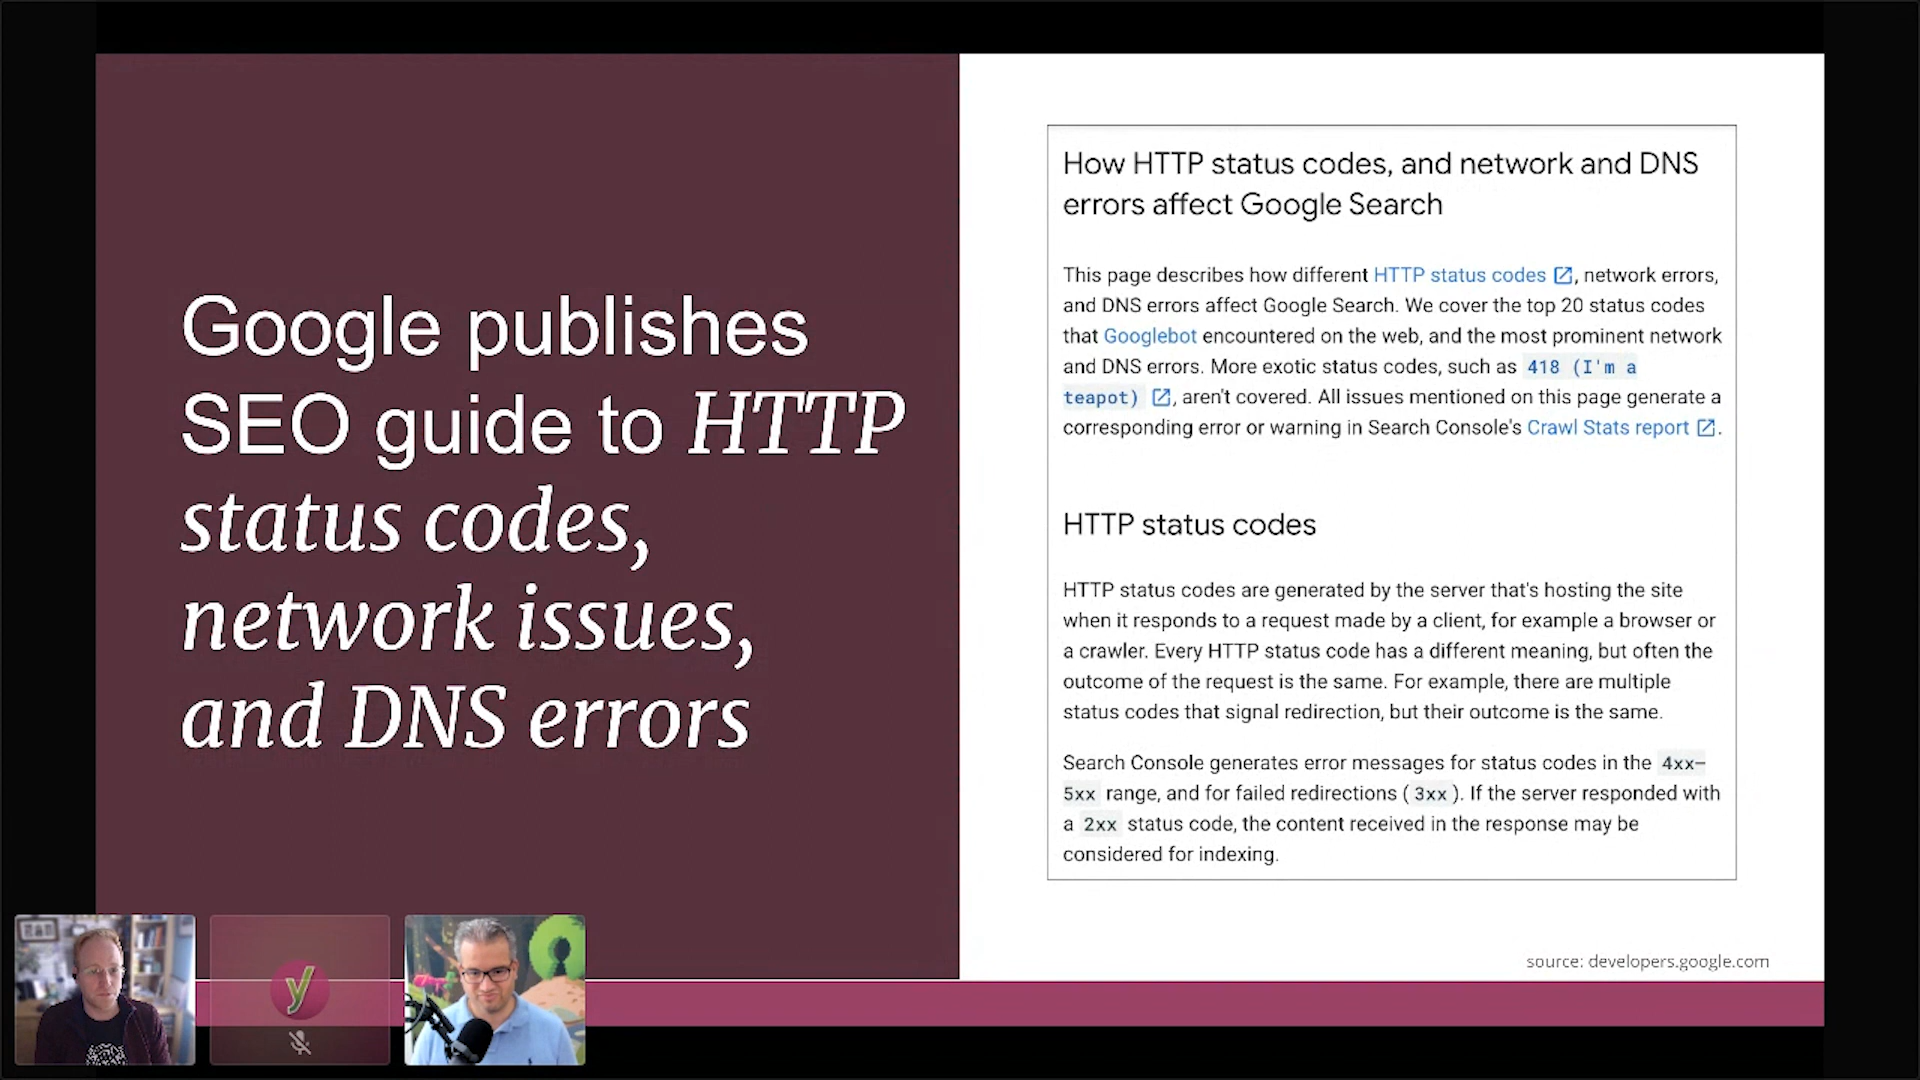 Google publishes
SEO guide to HTTP
status codes,
network issues,
and DNS errors
How HTTP status codes, and network and DNS
errors affect Google Search
This page describes how different HTTP status codes, network errors,
and DNS errors affect Google Search. We cover the top 20 status codes
that Googlebot encountered on the web, and the most prominent network
and DNS errors. More exotic status codes, such as 418 (I'm a
teapot), aren't covered. All issues mentioned on this page generate a
corresponding error or warning in Search Console's Crawl Stats report.
HTTP status codes
HTTP status codes are generated by the server that's hosting the site
when it responds to a request made by a client, for example a browser or
a crawler. Every HTTP status code has a different meaning, but often the
outcome of the request is the same. For example, there are multiple
status codes that signal redirection, but their outcome is the same.
Search Console generates error messages for status codes in the 4xx–
5xx range, and for failed redirections (3xx). If the server responded with
a 2xx status code, the content received in the response may be
considered for indexing.
source: developers.google.com
y